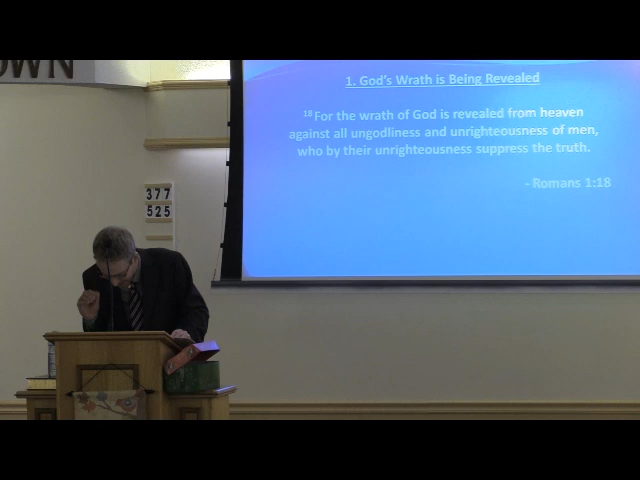 OWN
1. God's Wrath is Being Revealed
18 For the wrath of God is revealed from heaven
against all ungodliness and unrighteousness of men,
who by their unrighteousness suppress the truth.
- Romans 1:18
377
525